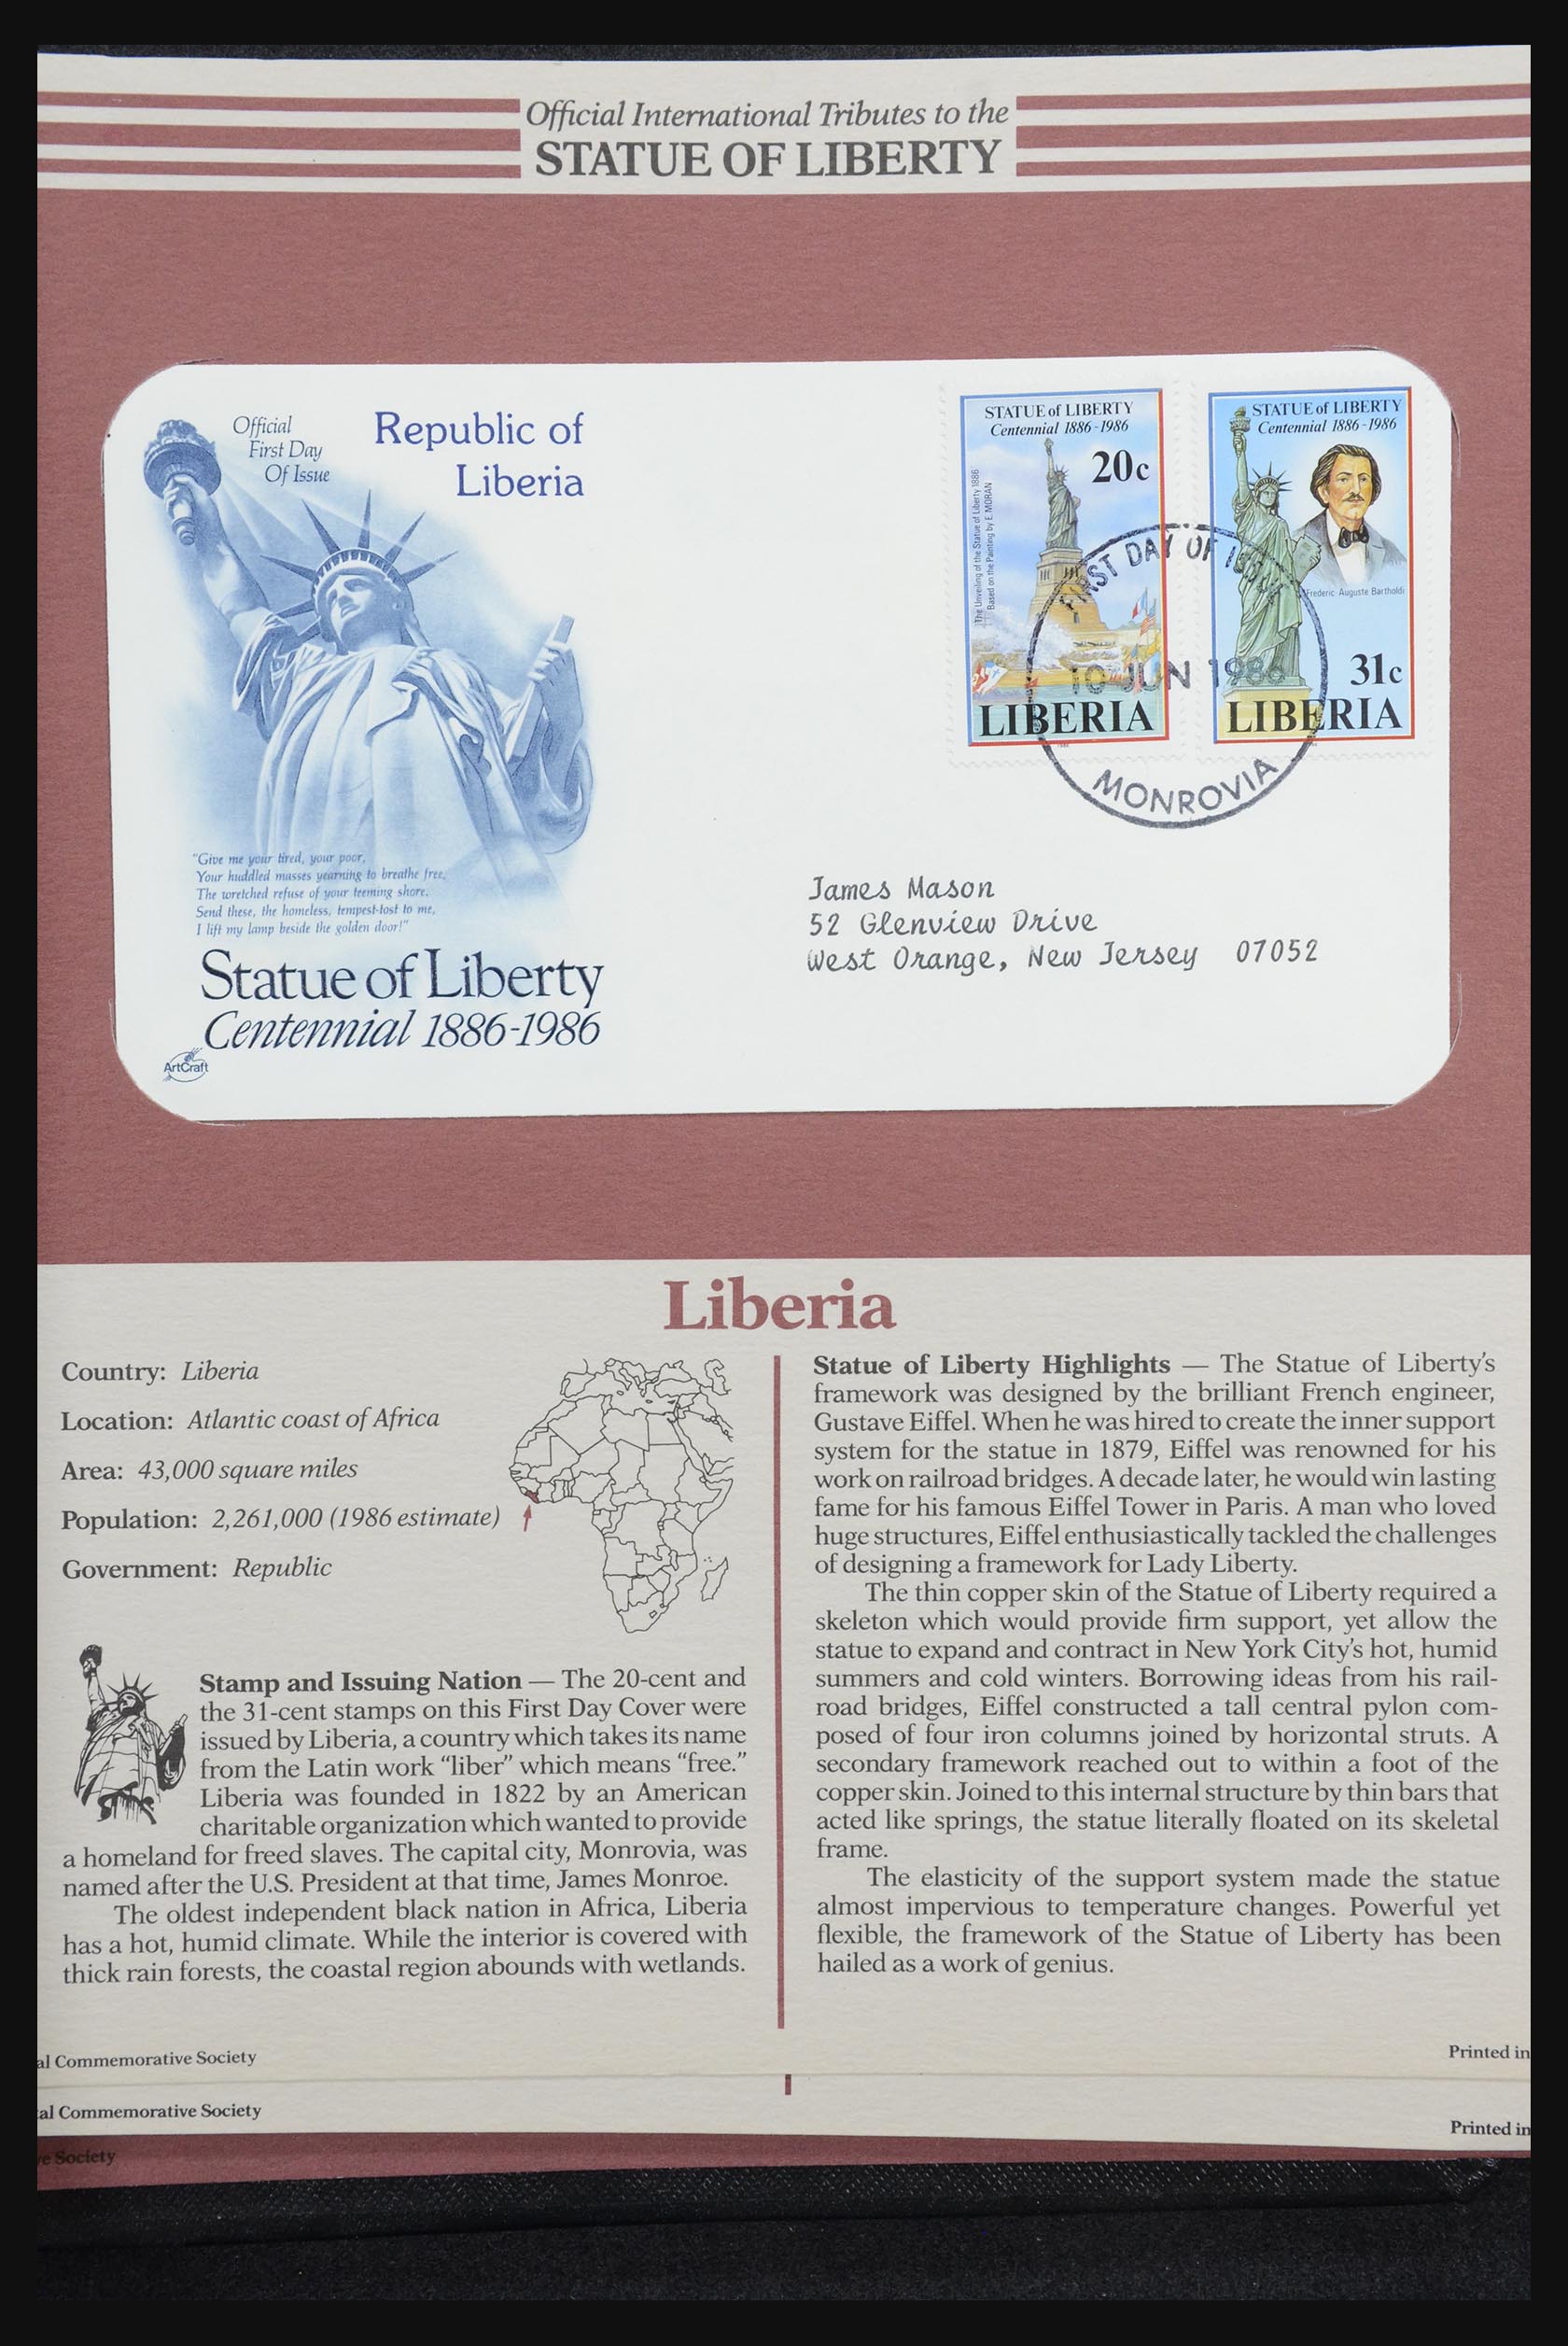 Official International Tributes to the
STATUE OF LIBERTY
Official
First Day
Of Issue
Republic of
Liberia
"Give me your tired, your poor,
Your huddled masses yearning to breathe free,
The wretched refuse of your teeming shore.
Send these, the homeless, tempest-tost to me,
I lift my lamp beside the golden door!"
Statue of Liberty
Centennial 1886-1986
ArtCraft
STATUE of LIBERTY
Centennial 1886-1986
20c
The Unveiling of the Statue of Liberty 1886
Based on the Painting by E. MORAN
LIBERIA
STATUE of LIBERTY
Centennial 1886-1986
Frederic Auguste Bartholdi
31c
LIBERIA
FIRST DAY OF ISSUE
10 JUN 1986
MONROVIA
James Mason
52 Glenview Drive
West Orange, New Jersey 07052
Liberia
Country: Liberia
Location: Atlantic coast of Africa
Area: 43,000 square miles
Population: 2,261,000 (1986 estimate)
Government: Republic
Stamp and Issuing Nation — The 20-cent and
the 31-cent stamps on this First Day Cover were
issued by Liberia, a country which takes its name
from the Latin work "liber" which means "free."
Liberia was founded in 1822 by an American
charitable organization which wanted to provide
a homeland for freed slaves. The capital city, Monrovia, was
named after the U.S. President at that time, James Monroe.
The oldest independent black nation in Africa, Liberia
has a hot, humid climate. While the interior is covered with
thick rain forests, the coastal region abounds with wetlands.
Statue of Liberty Highlights — The Statue of Liberty's
framework was designed by the brilliant French engineer,
Gustave Eiffel. When he was hired to create the inner support
system for the statue in 1879, Eiffel was renowned for his
work on railroad bridges. A decade later, he would win lasting
fame for his famous Eiffel Tower in Paris. A man who loved
huge structures, Eiffel enthusiastically tackled the challenges
of designing a framework for Lady Liberty.
The thin copper skin of the Statue of Liberty required a
skeleton which would provide firm support, yet allow the
statue to expand and contract in New York City's hot, humid
summers and cold winters. Borrowing ideas from his rail-
road bridges, Eiffel constructed a tall central pylon com-
posed of four iron columns joined by horizontal struts. A
secondary framework reached out to within a foot of the
copper skin. Joined to this internal structure by thin bars that
acted like springs, the statue literally floated on its skeletal
frame.
The elasticity of the support system made the statue
almost impervious to temperature changes. Powerful yet
flexible, the framework of the Statue of Liberty has been
hailed as a work of genius.
al Commemorative Society
Printed in
tal Commemorative Society
Printed in
ve Society